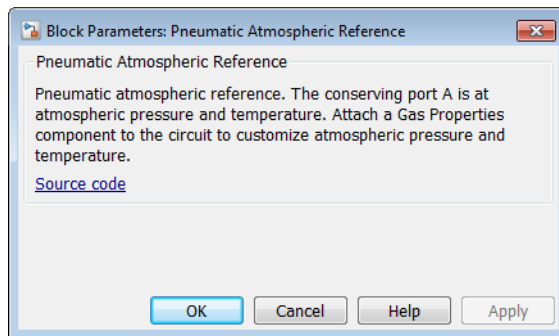 Block Parameters: Pneumatic Atmospheric Reference
Pneumatic Atmospheric Reference
Pneumatic atmospheric reference. The conserving port A is at
atmospheric pressure and temperature. Attach a Gas Properties
component to the circuit to customize atmospheric pressure and
temperature.
Source code
OK Cancel Help Apply